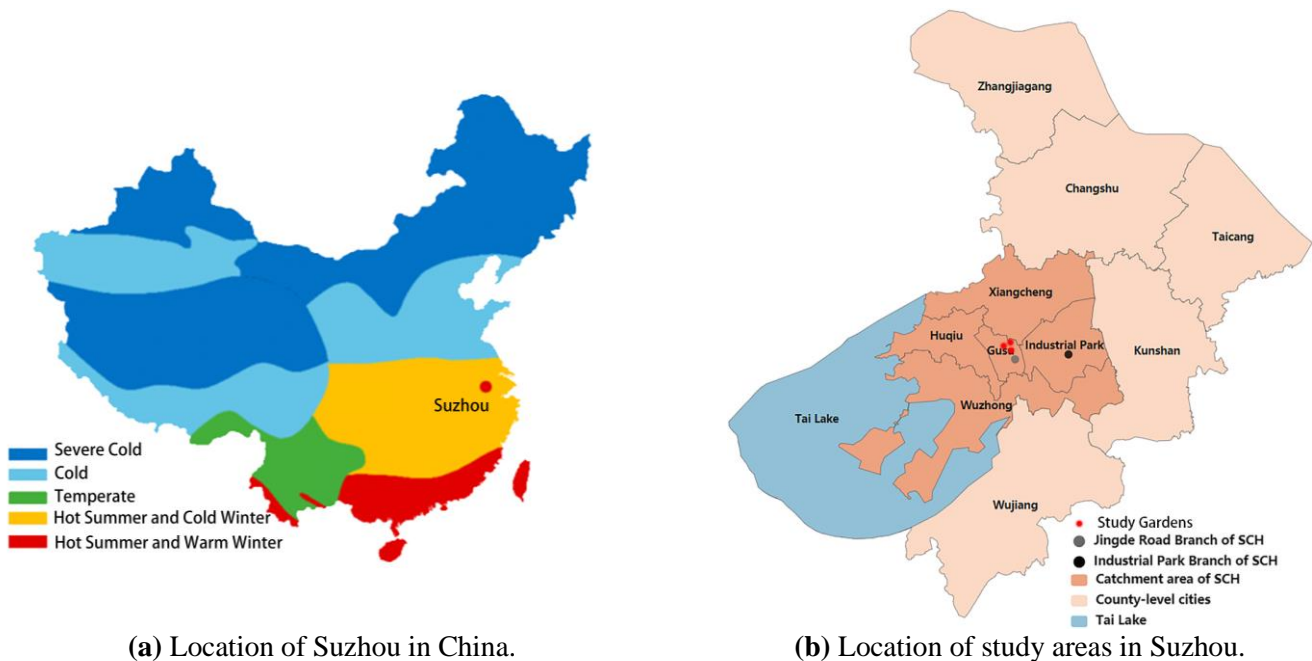 Suzhou
Severe Cold
Cold
Temperate
Hot Summer and Cold Winter
Hot Summer and Warm Winter
(a) Location of Suzhou in China.
Zhangjiagang
Changshu
Taicang
Xiangcheng
Huqiu
Gusu
Industrial Park
Kunshan
Tai Lake
Wuzhong
Wujiang
Study Gardens
Jingde Road Branch of SCH
Industrial Park Branch of SCH
Catchment area of SCH
County-level cities
Tai Lake
(b) Location of study areas in Suzhou.